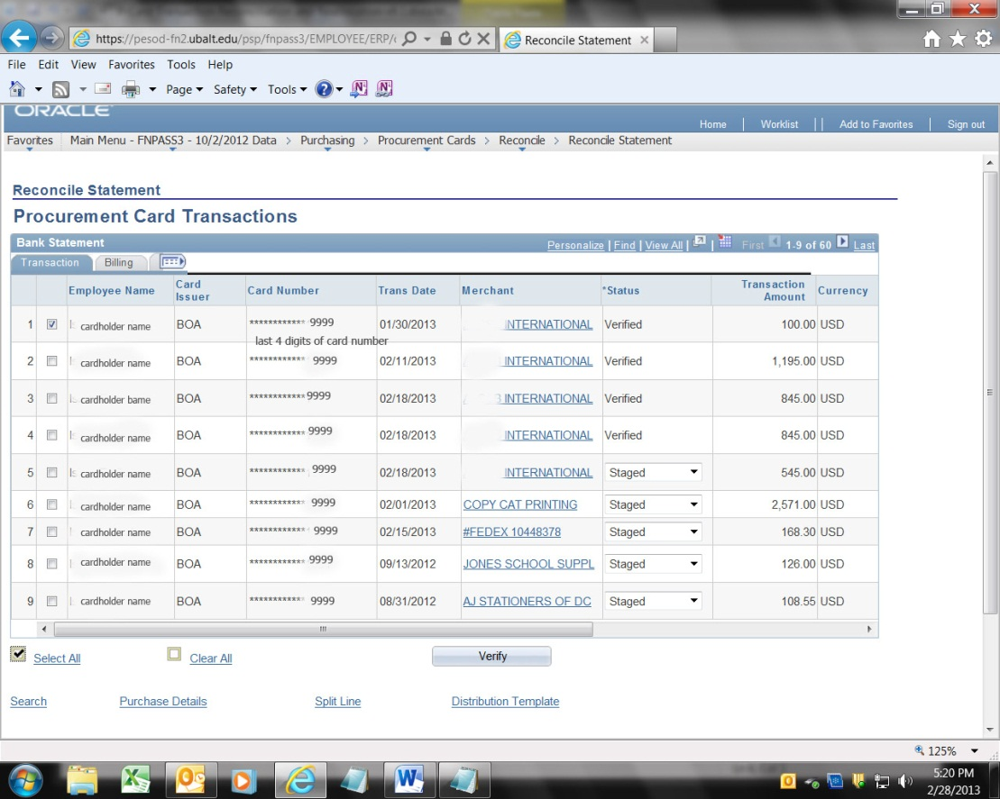 https://pesod-fn2.ubalt.edu/psp/fnpass3/EMPLOYEE/ERP/ Reconcile Statement
File Edit View Favorites Tools Help
Page Safety Tools
ORACLE
Home Worklist Add to Favorites Sign out
Favorites Main Menu - FNPASS3 - 10/2/2012 Data > Purchasing > Procurement Cards > Reconcile > Reconcile Statement
Reconcile Statement
Procurement Card Transactions
Bank Statement Personalize | Find | View All | | First 1-9 of 60 Last
Transaction Billing
Employee Name Card Issuer Card Number Trans Date Merchant *Status Transaction Amount Currency
1 cardholder name BOA ************ 9999 01/30/2013 INTERNATIONAL Verified 100.00 USD
last 4 digits of card number
2 cardholder name BOA ************ 9999 02/11/2013 INTERNATIONAL Verified 1,195.00 USD
3 cardholder bame BOA ************ 9999 02/18/2013 INTERNATIONAL Verified 845.00 USD
4 cardholder name BOA ************ 9999 02/18/2013 INTERNATIONAL Verified 845.00 USD
5 cardholder name BOA ************ 9999 02/18/2013 INTERNATIONAL Staged 545.00 USD
6 cardholder name BOA ************ 9999 02/01/2013 COPY CAT PRINTING Staged 2,571.00 USD
7 cardholder name BOA ************ 9999 02/15/2013 #FEDEX 10448378 Staged 168.30 USD
8 cardholder name BOA ************ 9999 09/13/2012 JONES SCHOOL SUPPL Staged 126.00 USD
9 cardholder name BOA ************ 9999 08/31/2012 AJ STATIONERS OF DC Staged 108.55 USD
Select All Clear All Verify
Search Purchase Details Split Line Distribution Template
125%
5:20 PM
2/28/2013